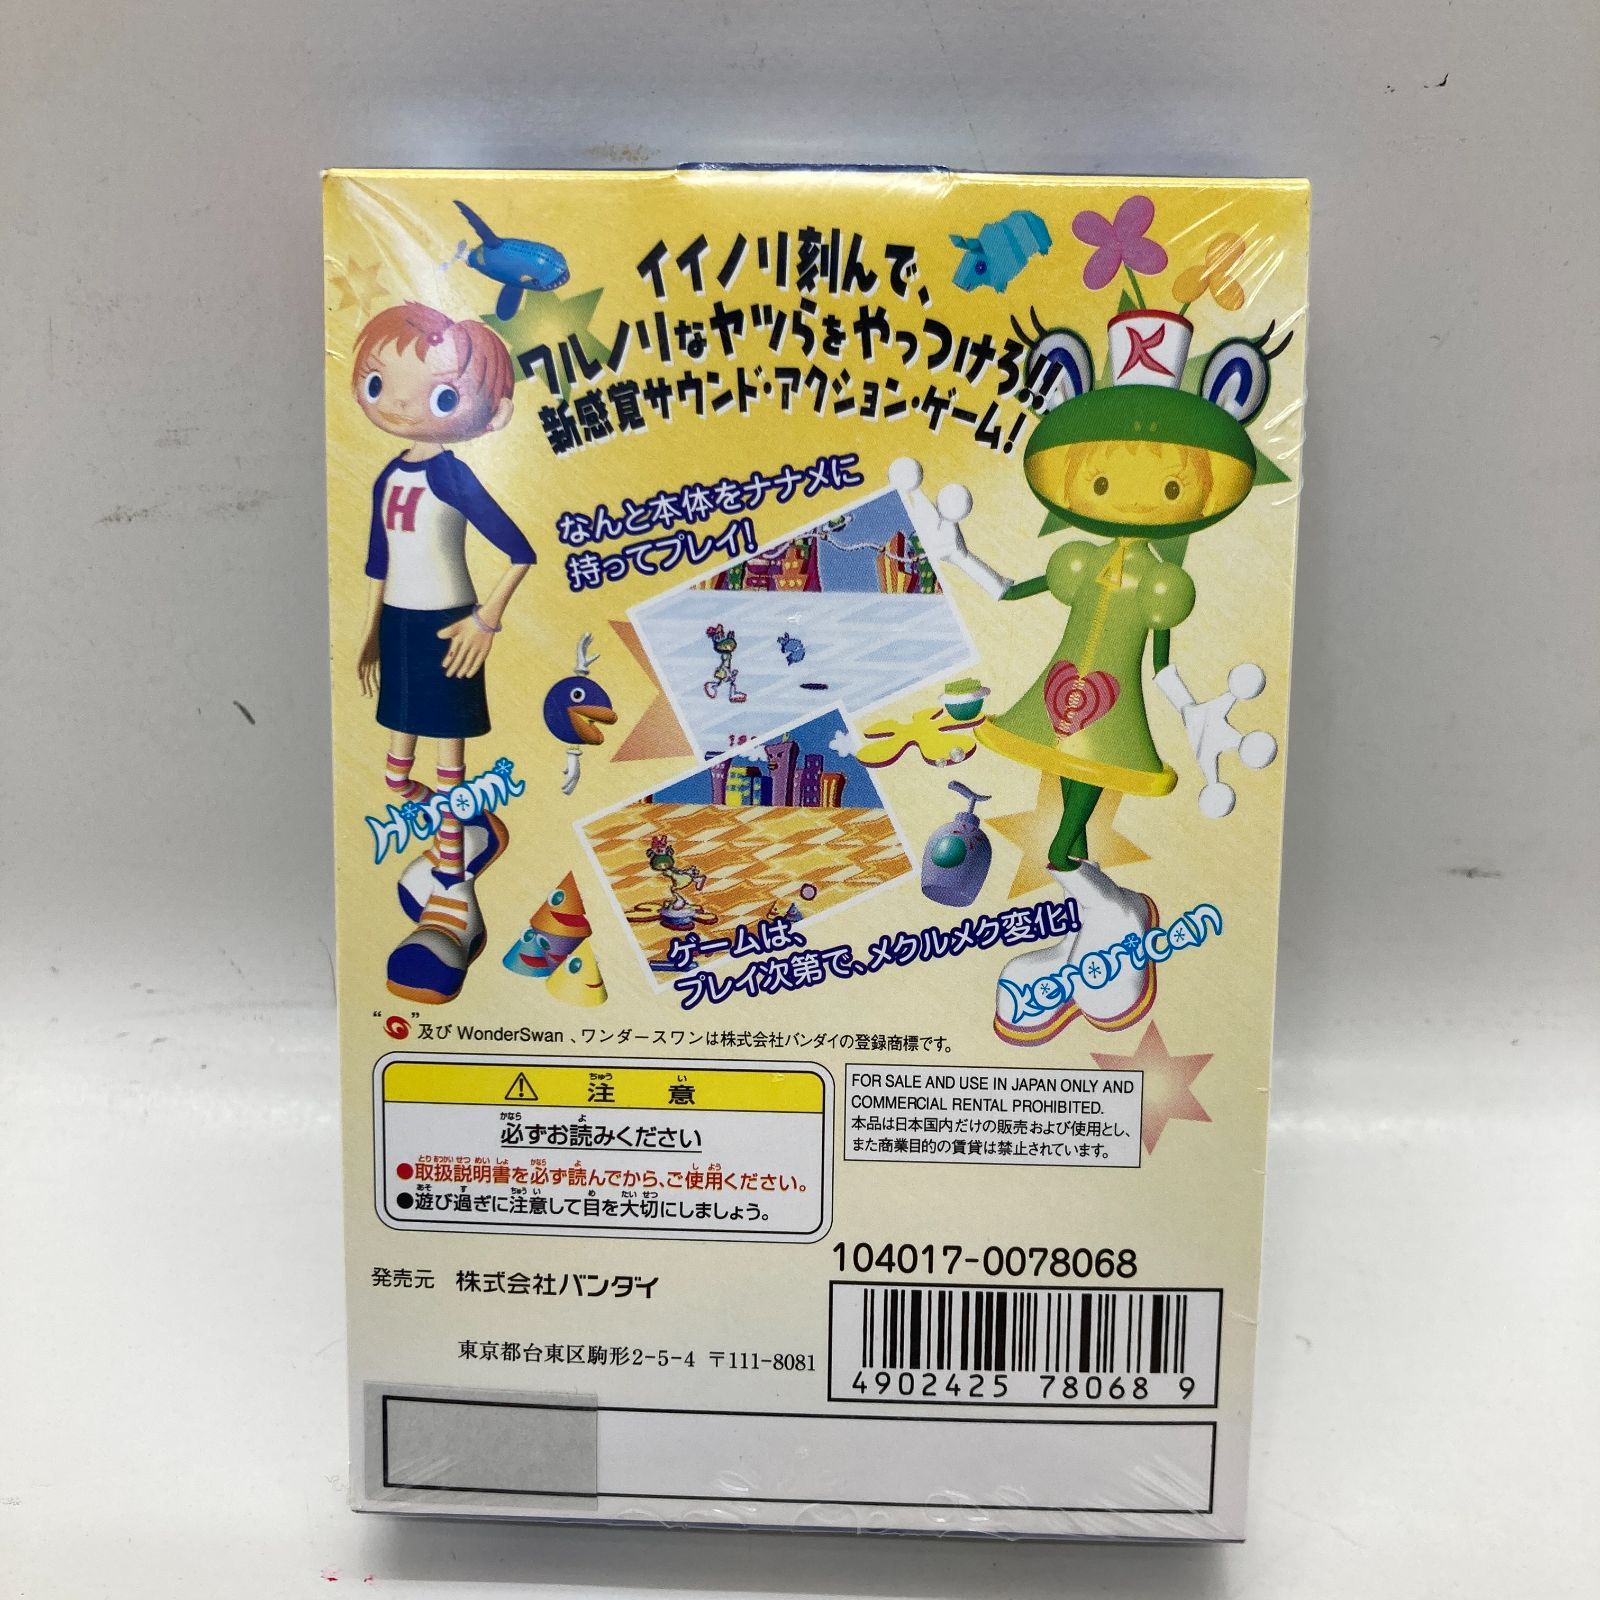 イイノリ刻んで、
ワルノリなヤツらをやっつけろ!!
新感覚サウンド・アクション・ゲーム!
K
H
なんと本体をナナメに
持ってプレイ!
Hiromi
ゲームは、
プレイ次第で、メクルメク変化!
kerorican
“ ”及び WonderSwan 、ワンダースワンは株式会社バンダイの登録商標です。
注意
必ずお読みください
●取扱説明書を必ず読んでから、ご使用ください。
●遊び過ぎに注意して目を大切にしましょう。
FOR SALE AND USE IN JAPAN ONLY AND
COMMERCIAL RENTAL PROHIBITED.
本品は日本国内だけの販売および使用とし、
また商業目的の賃貸は禁止されています。
104017-0078068
発売元 株式会社バンダイ
東京都台東区駒形2-5-4 〒111-8081
4902425 78068 9